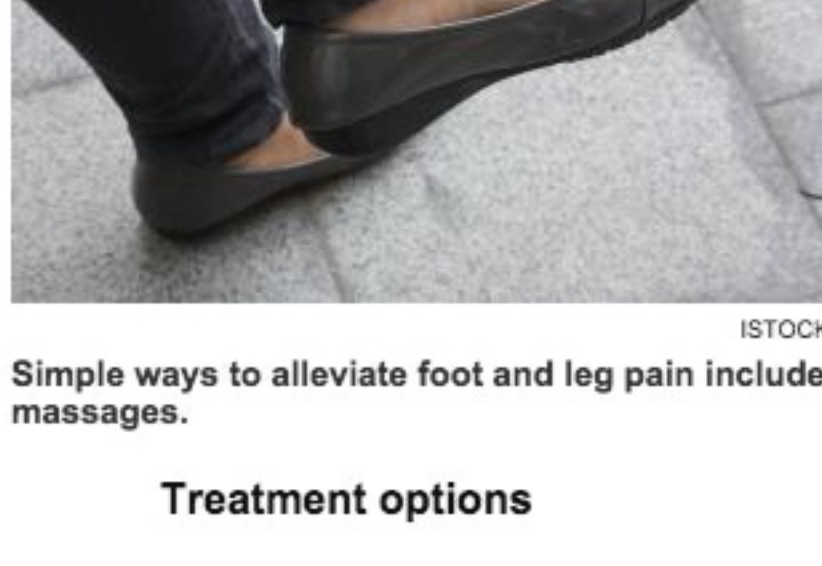 ISTOCK
Simple ways to alleviate foot and leg pain include
massages.
Treatment options